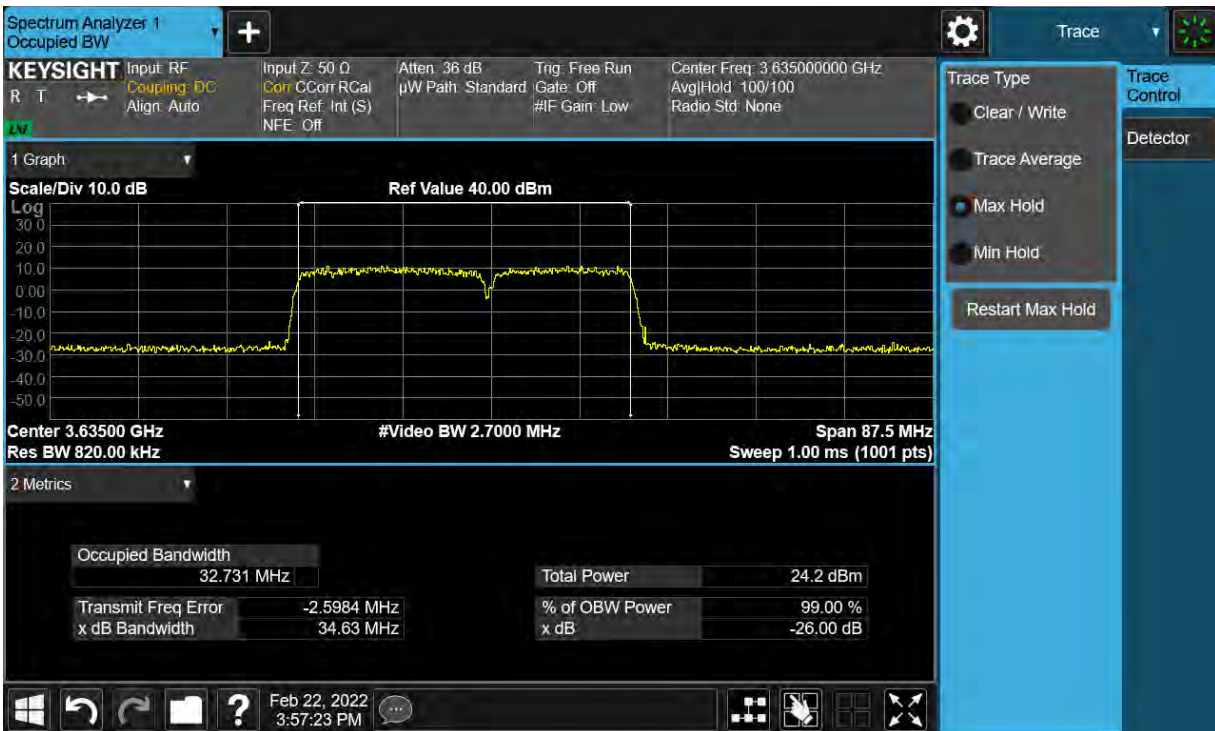 Spectrum Analyzer 1
Occupied BW
Trace
KEYSIGHT
R T
Input: RF
Coupling: DC
Align: Auto
Input Z: 50 Ω
Corr CCorr RCal
Freq Ref: Int (S)
NFE: Off
Atten: 36 dB
µW Path: Standard
Trig: Free Run
Gate: Off
#IF Gain: Low
Center Freq: 3.635000000 GHz
Avg|Hold: 100/100
Radio Std: None
Trace Type
Clear / Write
Trace Average
Max Hold
Min Hold
Restart Max Hold
Trace
Control
Detector
1 Graph
Scale/Div 10.0 dB
Ref Value 40.00 dBm
Log
30.0
20.0
10.0
0.00
-10.0
-20.0
-30.0
-40.0
-50.0
Center 3.63500 GHz
#Video BW 2.7000 MHz
Span 87.5 MHz
Res BW 820.00 kHz
Sweep 1.00 ms (1001 pts)
2 Metrics
Occupied Bandwidth
32.731 MHz
Total Power 24.2 dBm
Transmit Freq Error -2.5984 MHz
% of OBW Power 99.00 %
x dB Bandwidth 34.63 MHz
x dB -26.00 dB
?
Feb 22, 2022
3:57:23 PM